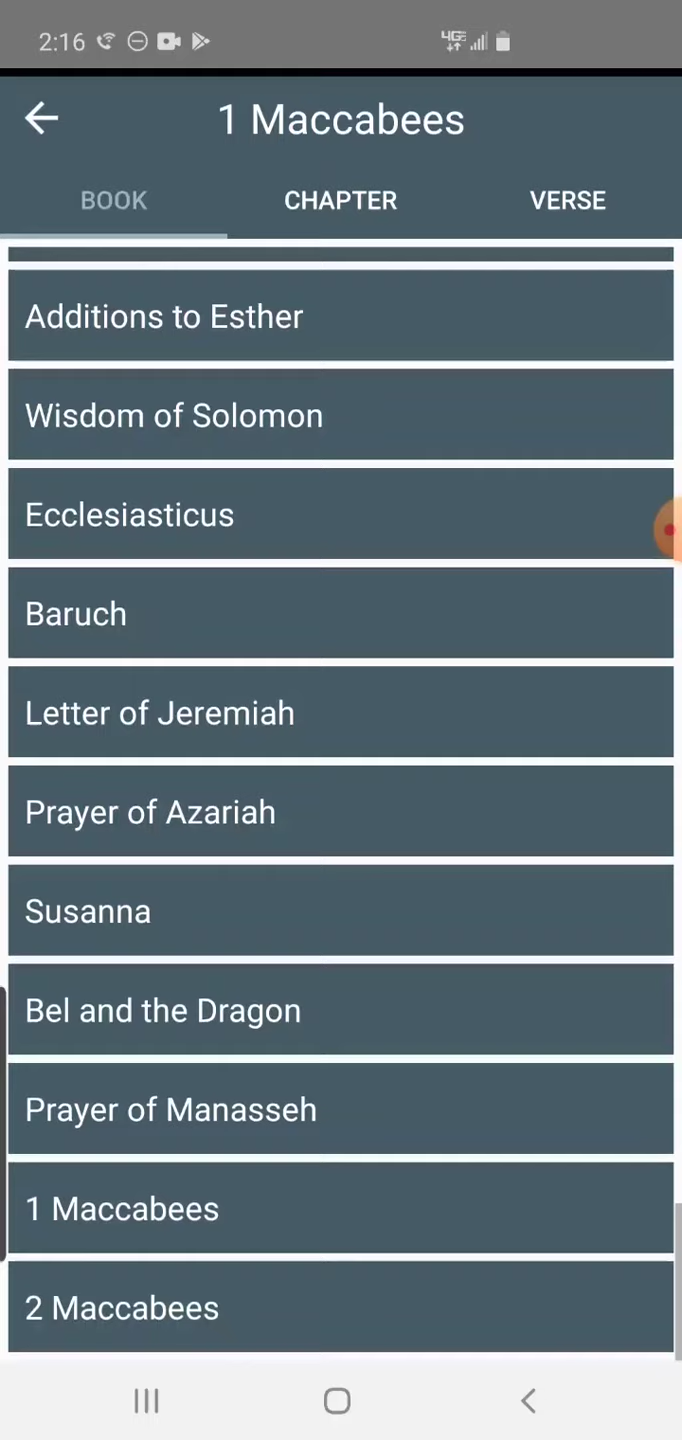 2:16
4GE
1 Maccabees
BOOK CHAPTER VERSE
Additions to Esther
Wisdom of Solomon
Ecclesiasticus
Baruch
Letter of Jeremiah
Prayer of Azariah
Susanna
Bel and the Dragon
Prayer of Manasseh
1 Maccabees
2 Maccabees